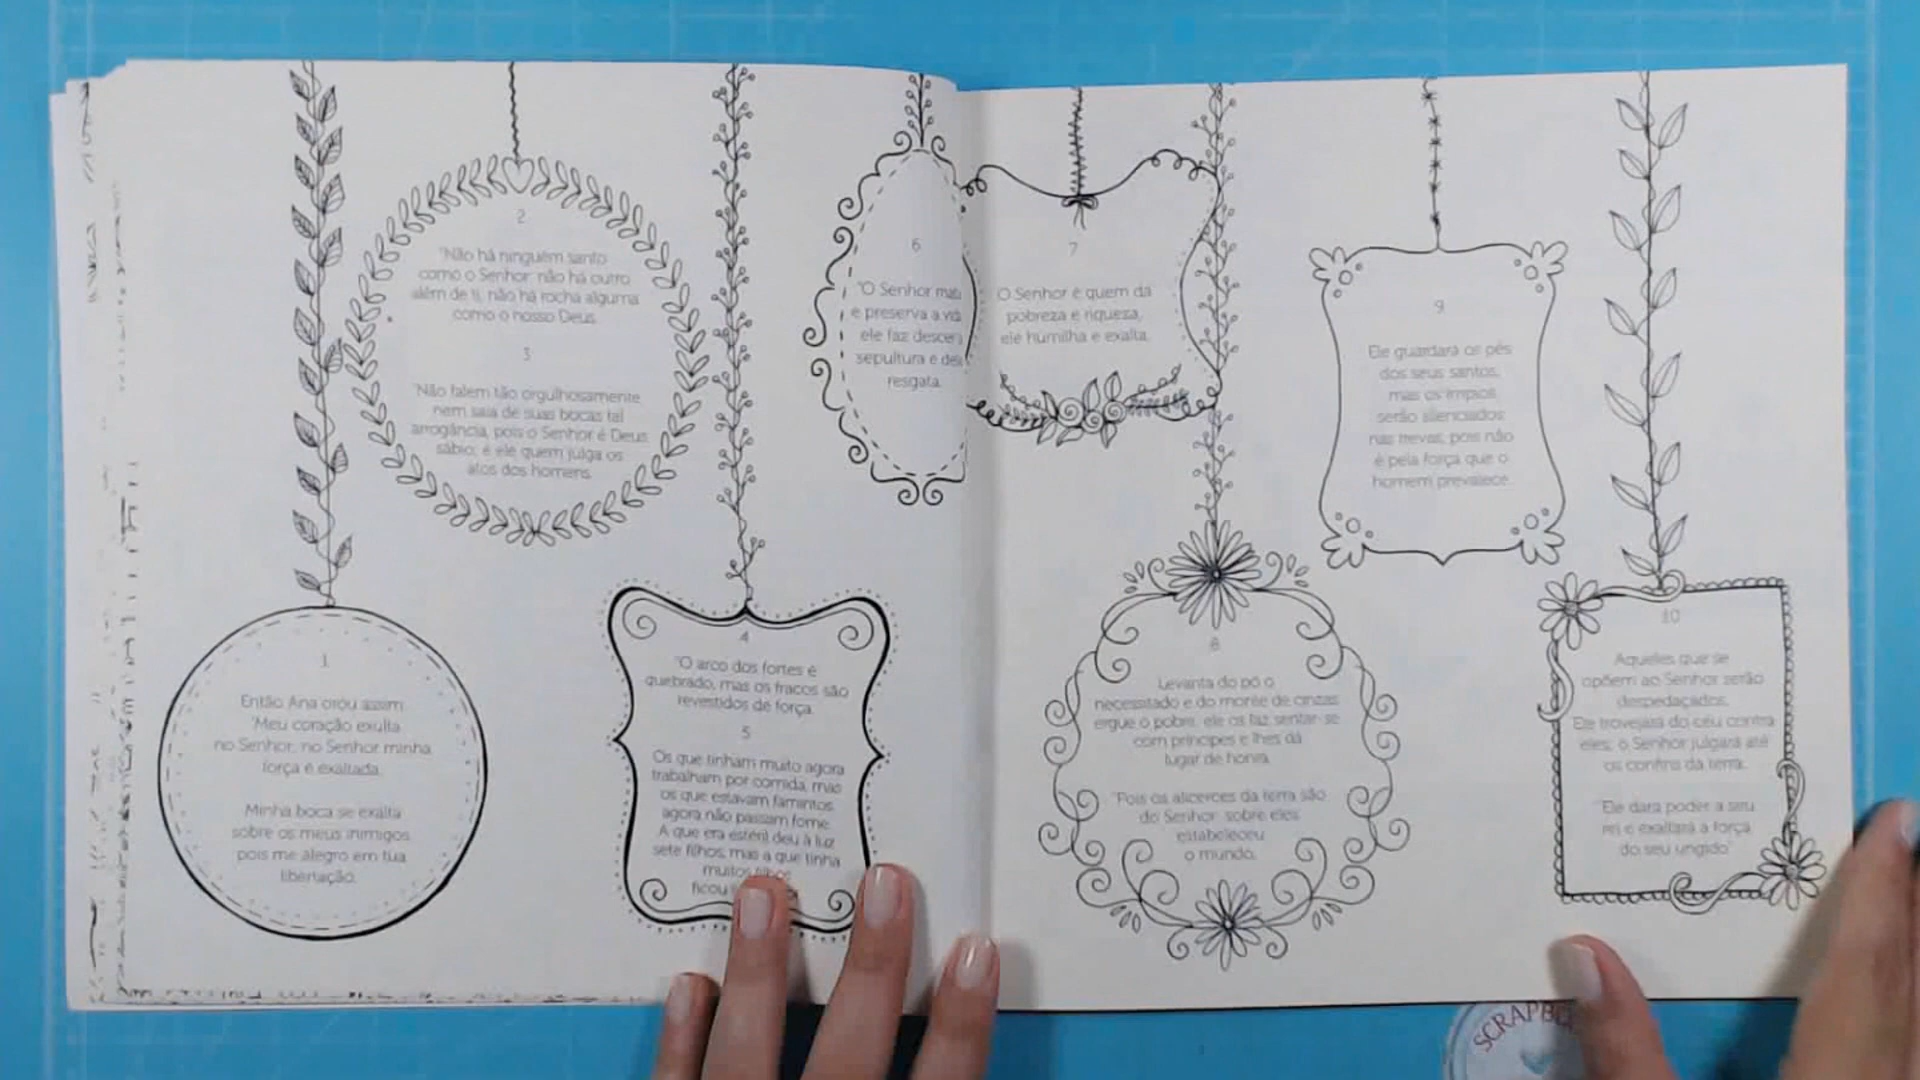 1
Então Ana orou assim:
"Meu coração exulta
no Senhor; no Senhor minha
força é exaltada.
Minha boca se exalta
sobre os meus inimigos,
pois me alegro em tua
libertação.
2
"Não há ninguém santo
como o Senhor; não há outro
além de ti; não há rocha alguma
como o nosso Deus.
3
"Não falem tão orgulhosamente,
nem saia de suas bocas tal
arrogância, pois o Senhor é Deus
sábio; é ele quem julga os
atos dos homens.
4
"O arco dos fortes é
quebrado, mas os fracos são
revestidos de força.
5
Os que tinham muito agora
trabalham por comida, mas
os que estavam famintos
agora não passam fome.
A que era estéril deu à luz
sete filhos, mas a que tinha
muitos filhos
ficou
6
"O Senhor mata
e preserva a vida
ele faz descer à
sepultura e dela
resgata.
7
O Senhor é quem dá
pobreza e riqueza;
ele humilha e exalta.
8
Levanta do pó o
necessitado e do monte de cinzas
ergue o pobre; ele os faz sentar-se
com príncipes e lhes dá
lugar de honra.
"Pois os alicerces da terra são
do Senhor; sobre eles
estabeleceu
o mundo.
9
Ele guardará os pés
dos seus santos,
mas os ímpios
serão silenciados
nas trevas, pois não
é pela força que o
homem prevalece.
10
Aqueles que se
opõem ao Senhor serão
despedaçados.
Ele trovejará do céu contra
eles; o Senhor julgará até
os confins da terra.
"Ele dará poder a seu
rei e exaltará a força
do seu ungido"